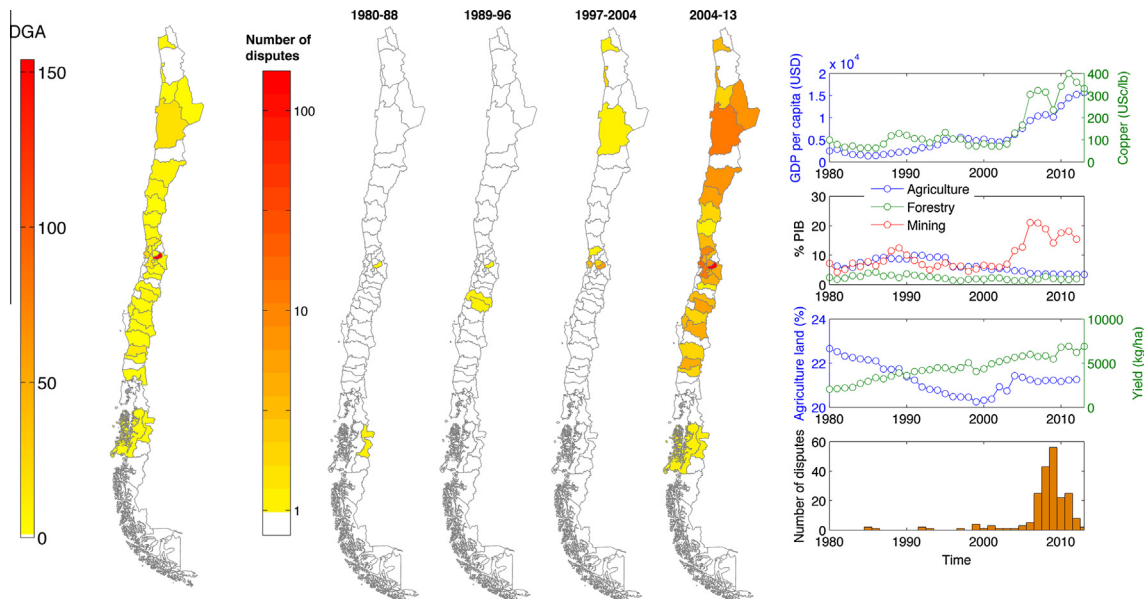 DGA
150
100
50
0
Number of
disputes
100
10
1
1980-88
1989-96
1997-2004
2004-13
x 10^4
GDP per capita (USD)
2
1.5
1
0.5
0
400
300
200
100
0
Copper (USc/lb)
1980 1990 2000 2010
Agriculture
Forestry
Mining
% PIB
30
20
10
0
1980 1990 2000 2010
Agriculture land (%)
24
22
20
10000
5000
0
Yield (kg/ha)
1980 1990 2000 2010
Number of disputes
60
40
20
0
1980 1990 2000 2010
Time